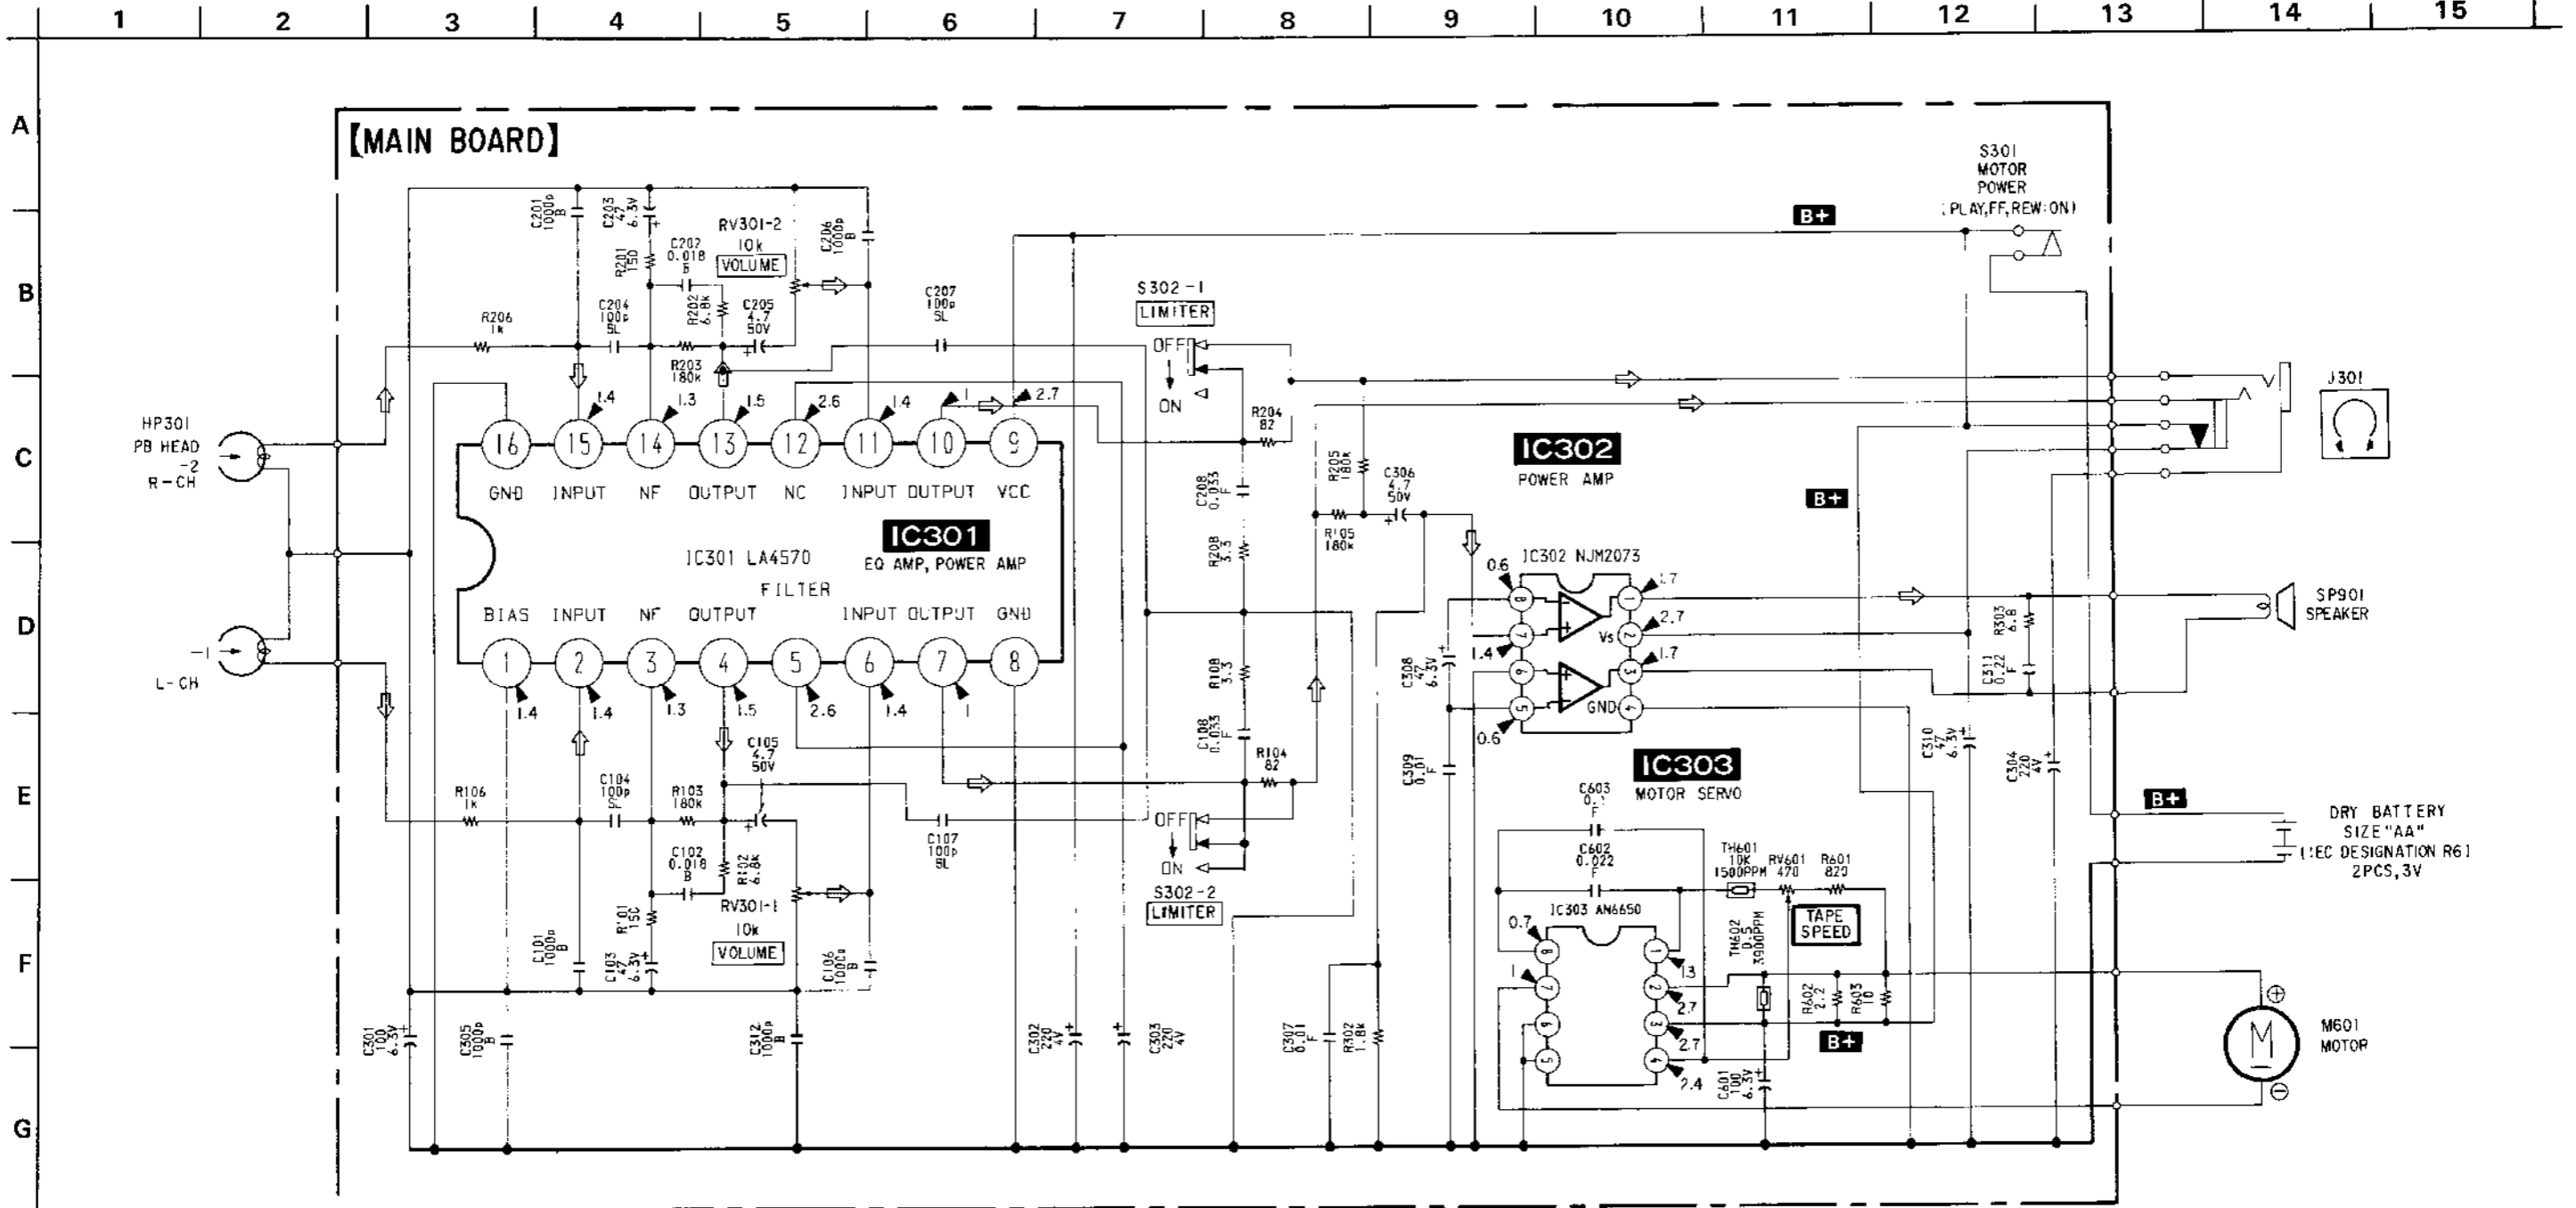 1 2 3 4 5 6 7 8 9 10 11 12 13 14 15
A
B
C
D
E
F
G
【MAIN BOARD】
S301
MOTOR
POWER
(PLAY,FF,REW:ON)
B+
C201
1000p
B
C203
47
6.3V
+
R201
150
C202
0.018
B
RV301-2
10k
VOLUME
C206
1000p
B
R206
1k
C204
100p
SL
R202
6.8k
C205
4.7
50V
+
R203
180k
C207
100p
SL
S302-1
LIMITER
OFF
ON
R204
82
HP301
PB HEAD
-2
R-CH
-1
L-CH
1.4
1.3
1.5
2.6
1.4
1
2.7
16 15 14 13 12 11 10 9
GND INPUT NF OUTPUT NC INPUT OUTPUT VCC
IC301
IC301 LA4570
EQ AMP, POWER AMP
FILTER
BIAS INPUT NF OUTPUT INPUT OUTPUT GND
1 2 3 4 5 6 7 8
1.4
1.4
1.3
1.5
2.6
1.4
1
C208
0.033
F
R208
3.3
R108
3.3
C108
0.033
F
R104
82
R205
180k
R105
180k
C306
4.7
50V
+
IC302
POWER AMP
B+
J301
IC302 NJM2073
0.6
1.7
2.7
1.4
1.7
0.6
8
7
6
5
1
2
3
4
Vs
GND
- + + -
C308
47
6.3V
+
C309
0.01
F
R303
6.8
C311
0.22
F
SP901
SPEAKER
C310
47
6.3V
+
C304
220
4V
+
B+
DRY BATTERY
SIZE "AA"
(IEC DESIGNATION R6)
2PCS,3V
R106
1k
C104
100p
SL
R103
180k
C105
4.7
50V
+
C102
0.018
B
R102
6.8k
C107
100p
SL
OFF
ON
S302-2
LIMITER
R101
150
RV301-1
10k
VOLUME
C101
1000p
B
C103
47
6.3V
+
C106
1000p
B
IC303
MOTOR SERVO
C603
F
C602
0.022
F
TH601
10K
1500PPM
RV601
470
R601
820
IC303 AN6650
TAPE
SPEED
TH602
0.5
3900PPM
R602
2.2
R603
10
0.7
1
8
7
6
5
1
2
3
4
2.7
2.7
2.4
B+
C601
100
6.3V
+
C301
100
6.3V
+
C305
1000p
B
C312
1000p
B
C302
220
4V
+
C303
220
4V
+
C307
0.01
F
R302
1.8k
M
M601
MOTOR
⊕
⊖